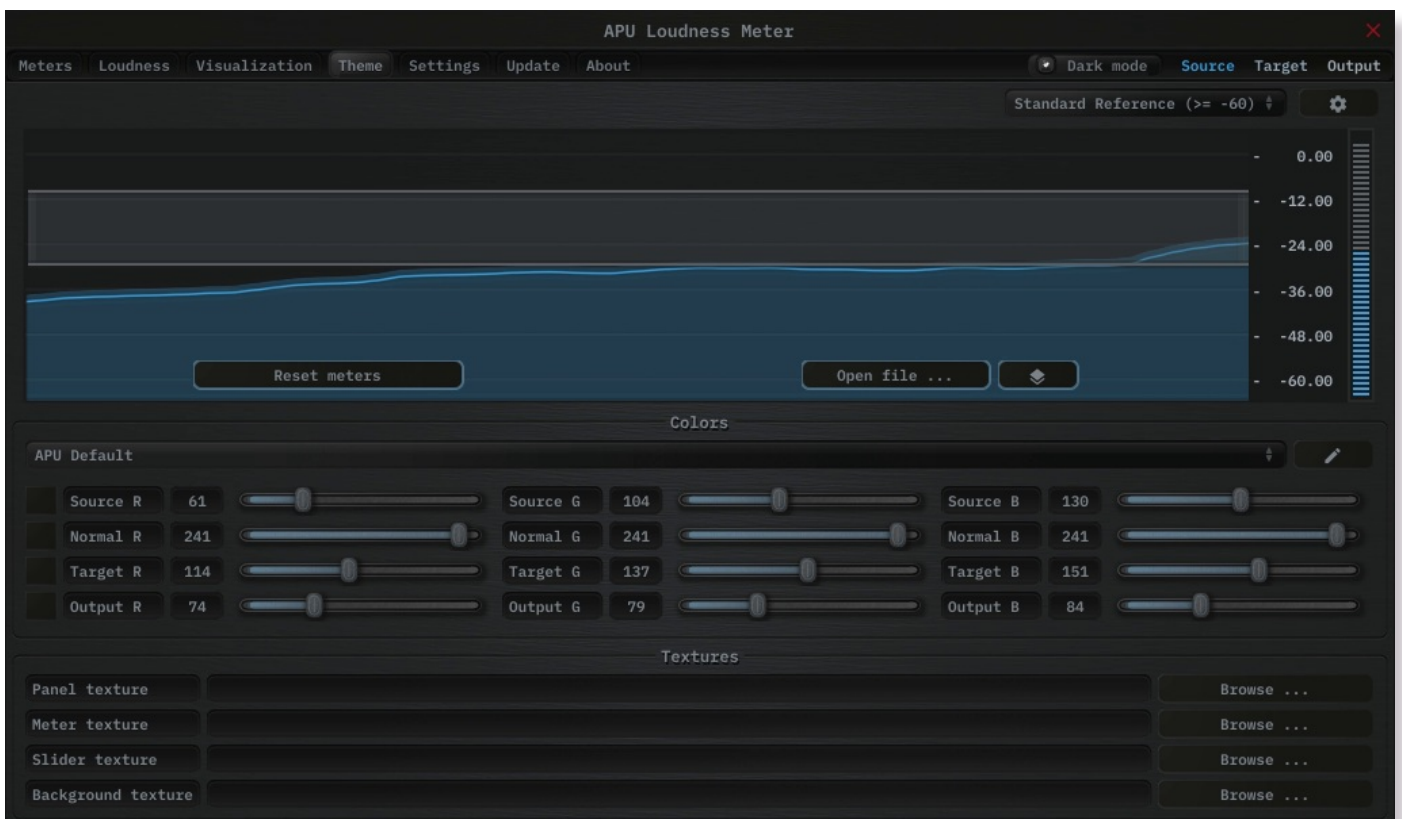 APU Loudness Meter
Meters Loudness Visualization Theme Settings Update About Dark mode Source Target Output
Standard Reference (>= -60)
- 0.00
- -12.00
- -24.00
- -36.00
- -48.00
- -60.00
Reset meters Open file ...
Colors
APU Default
Source R 61 Source G 104 Source B 130
Normal R 241 Normal G 241 Normal B 241
Target R 114 Target G 137 Target B 151
Output R 74 Output G 79 Output B 84
Textures
Panel texture Browse ...
Meter texture Browse ...
Slider texture Browse ...
Background texture Browse ...